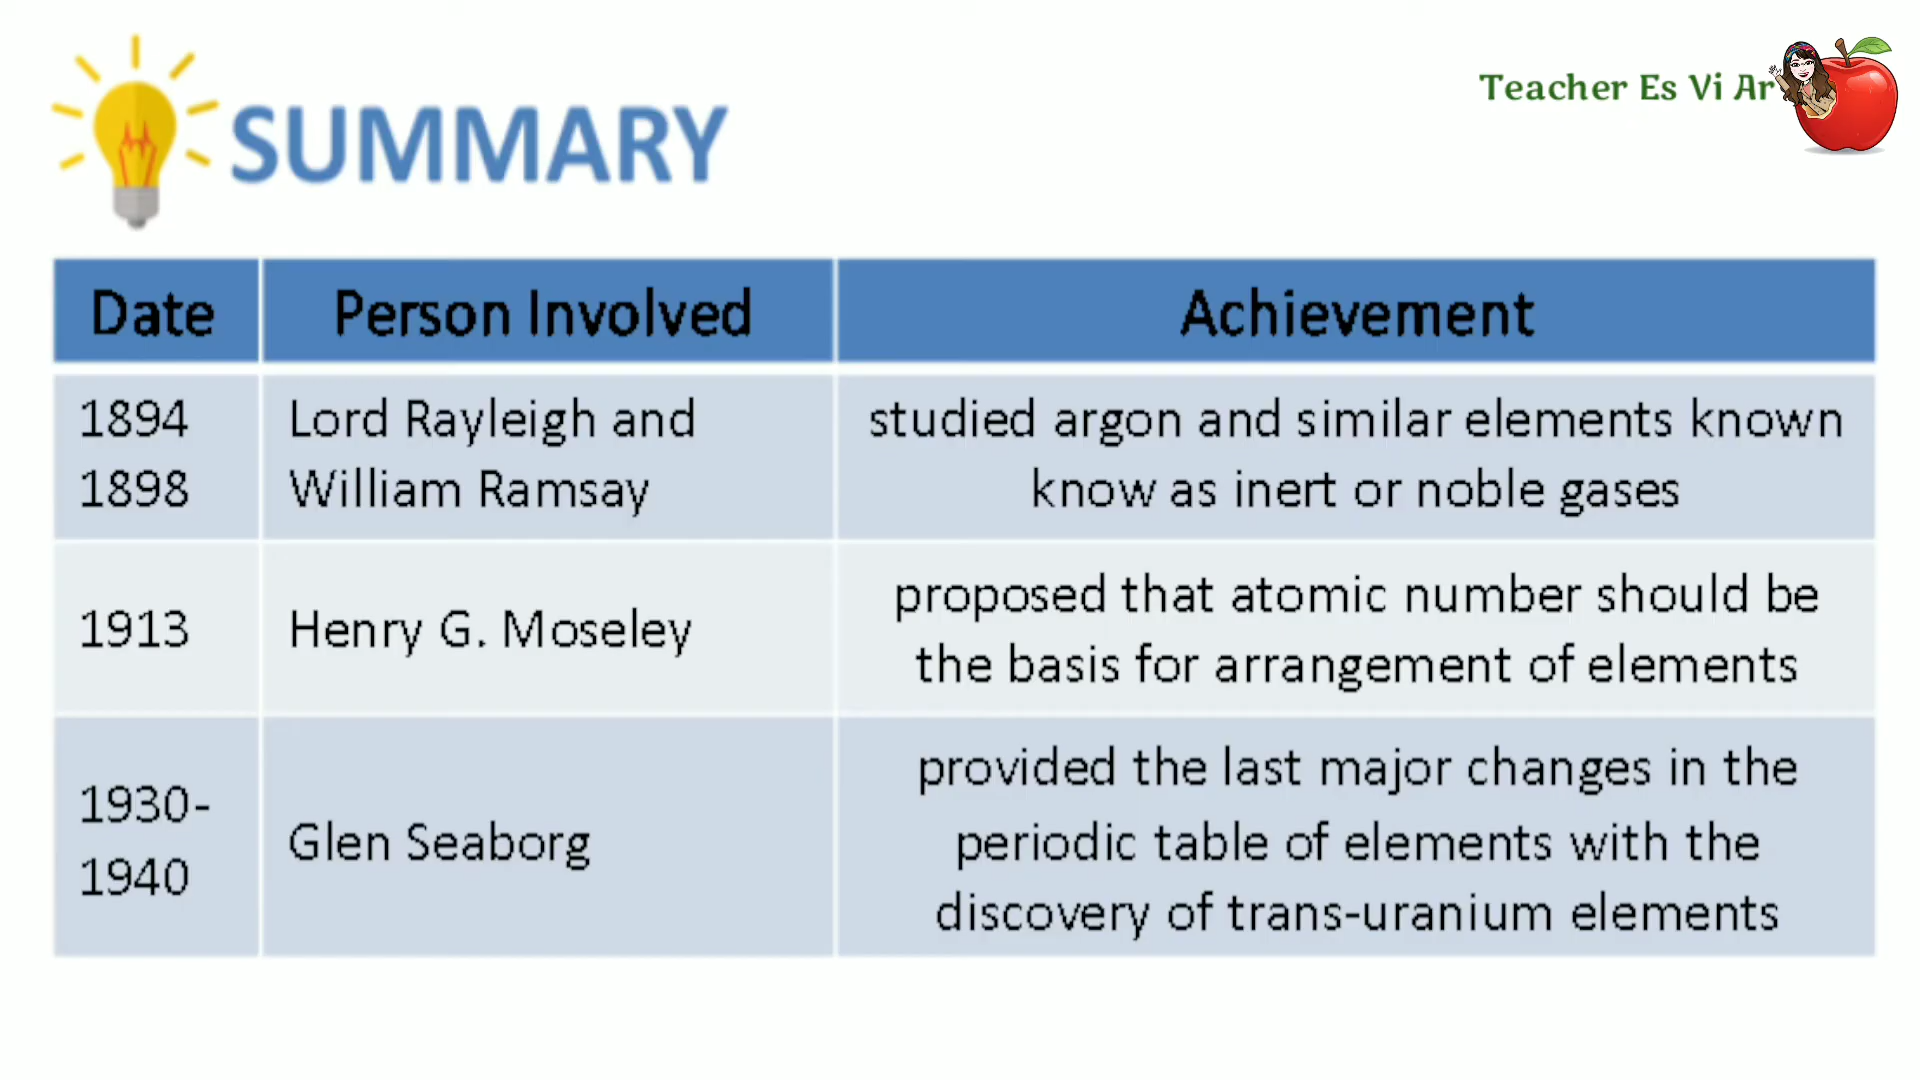 SUMMARY
Teacher Es Vi Ar
Date
Person Involved
Achievement
1894
1898
Lord Rayleigh and
William Ramsay
studied argon and similar elements known
know as inert or noble gases
1913
Henry G. Moseley
proposed that atomic number should be
the basis for arrangement of elements
1930-
1940
Glen Seaborg
provided the last major changes in the
periodic table of elements with the
discovery of trans-uranium elements